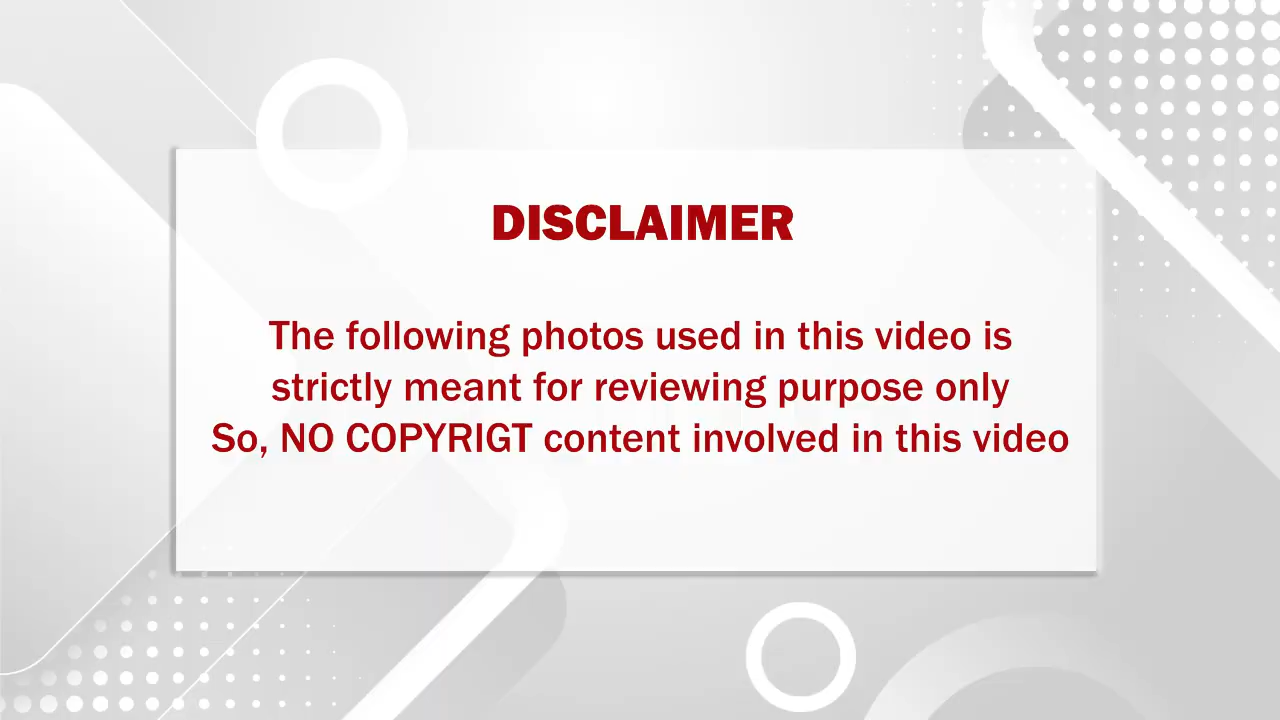 DISCLAIMER
The following photos used in this video is
strictly meant for reviewing purpose only
So, NO COPYRIGT content involved in this video